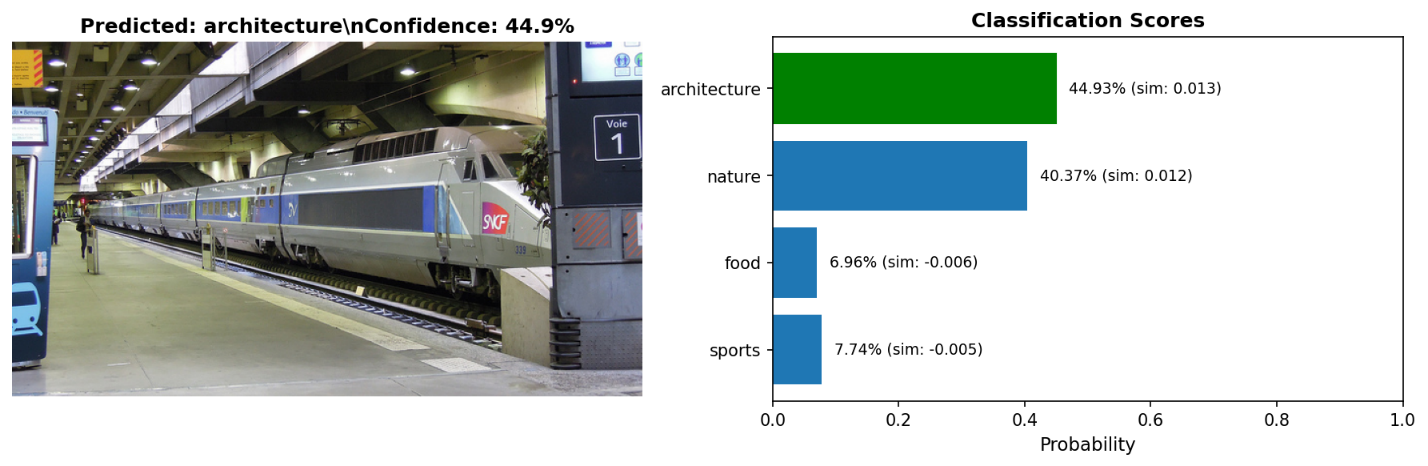 Predicted: architecture\nConfidence: 44.9%
Voie
1
SNCF
Classification Scores
architecture
44.93% (sim: 0.013)
nature
40.37% (sim: 0.012)
food
6.96% (sim: -0.006)
sports
7.74% (sim: -0.005)
0.0 0.2 0.4 0.6 0.8 1.0
Probability